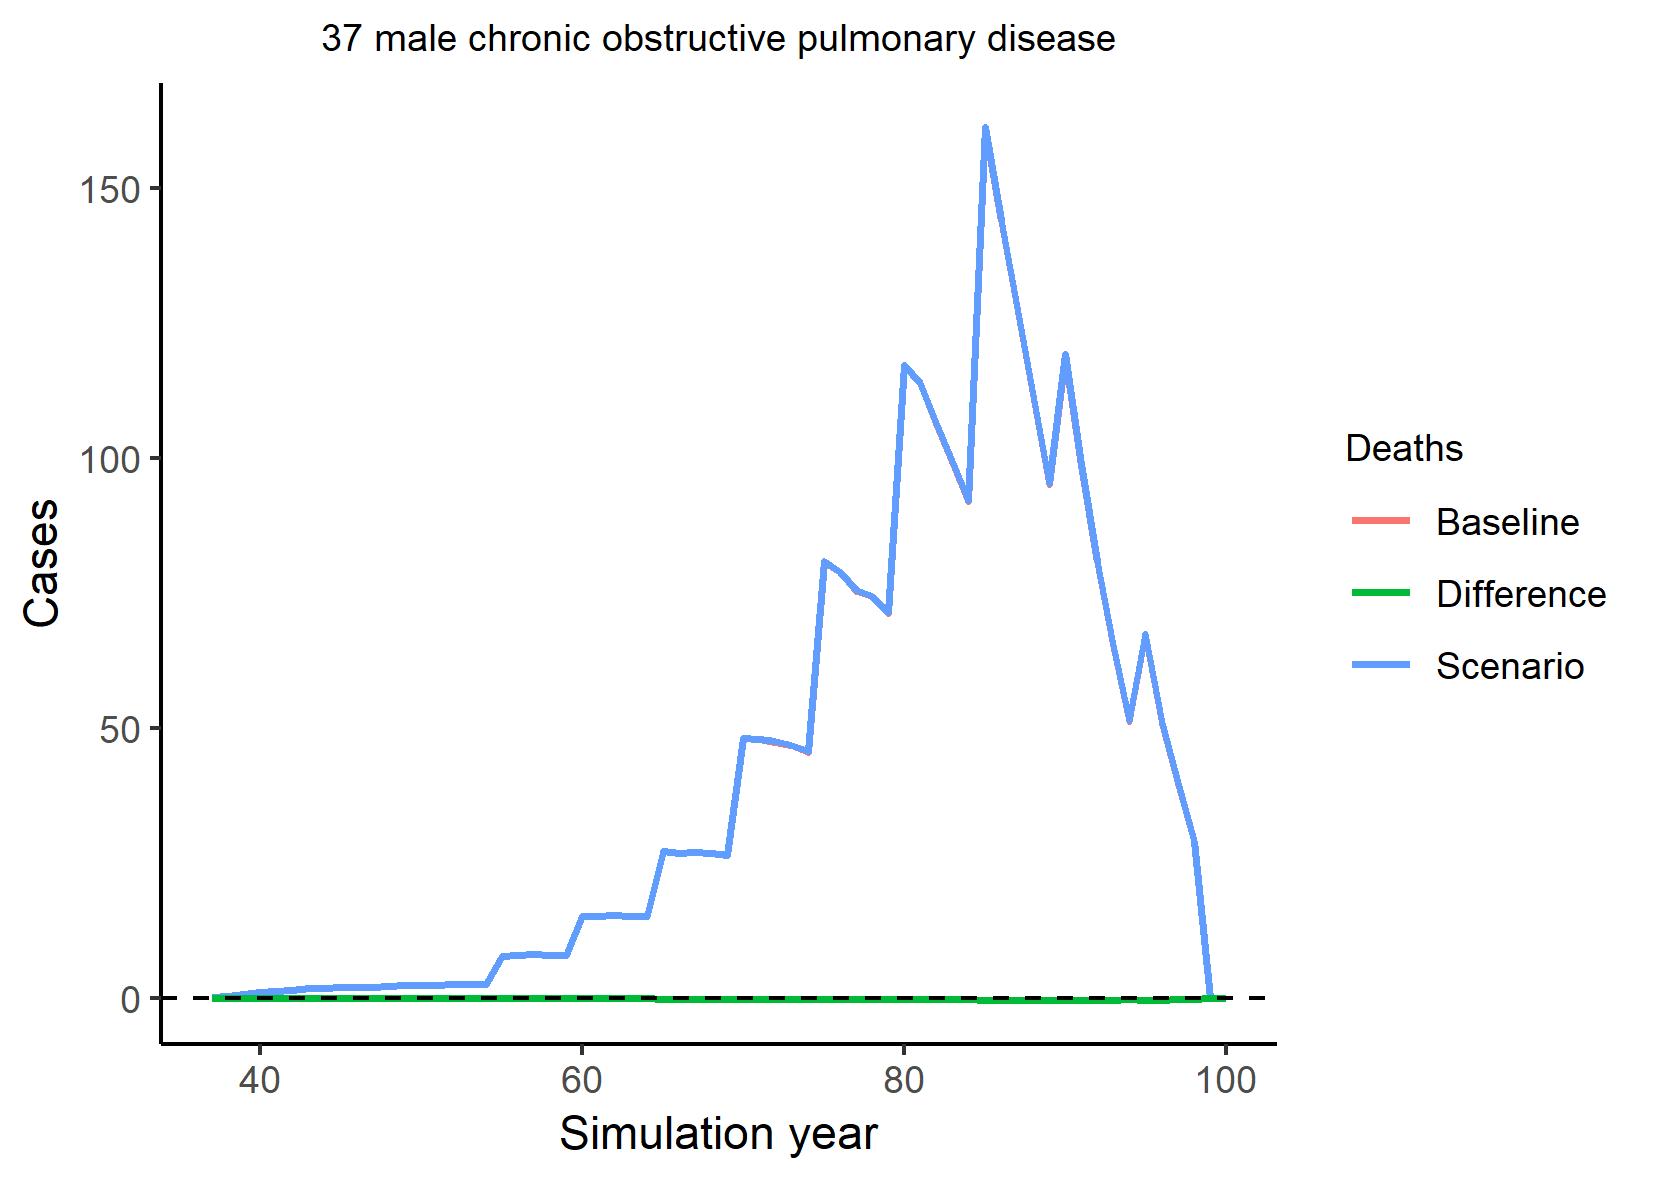 37 male chronic obstructive pulmonary disease
150
100
50
0
Cases
40 60 80 100
Simulation year
Deaths
Baseline
Difference
Scenario